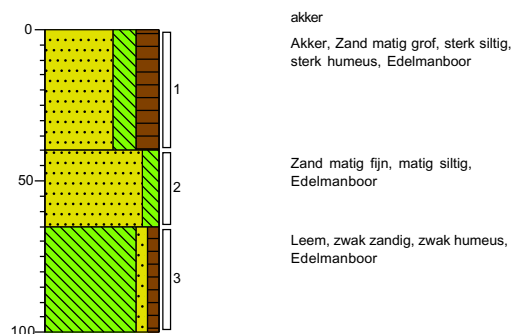 akker
0
Akker, Zand matig grof, sterk siltig,
sterk humeus, Edelmanboor
1
Zand matig fijn, matig siltig,
Edelmanboor
50
2
Leem, zwak zandig, zwak humeus,
Edelmanboor
3
100